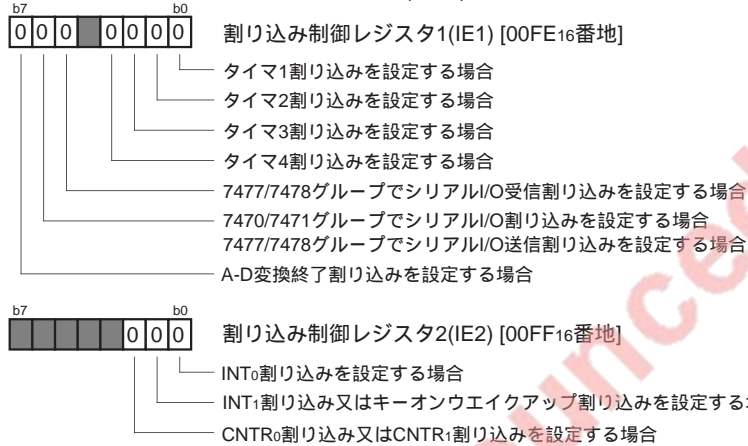 b7 b0
0 0 0 0 0 0 0 割り込み制御レジスタ1(IE1) [00FE16番地]
タイマ1割り込みを設定する場合
タイマ2割り込みを設定する場合
タイマ3割り込みを設定する場合
タイマ4割り込みを設定する場合
7477/7478グループでシリアルI/O受信割り込みを設定する場合
7470/7471グループでシリアルI/O割り込みを設定する場合
7477/7478グループでシリアルI/O送信割り込みを設定する場合
A-D変換終了割り込みを設定する場合
b7 b0
0 0 0 割り込み制御レジスタ2(IE2) [00FF16番地]
INT0割り込みを設定する場合
INT1割り込み又はキーオンウエイクアップ割り込みを設定する
CNTR0割り込み又はCNTR1割り込みを設定する場合